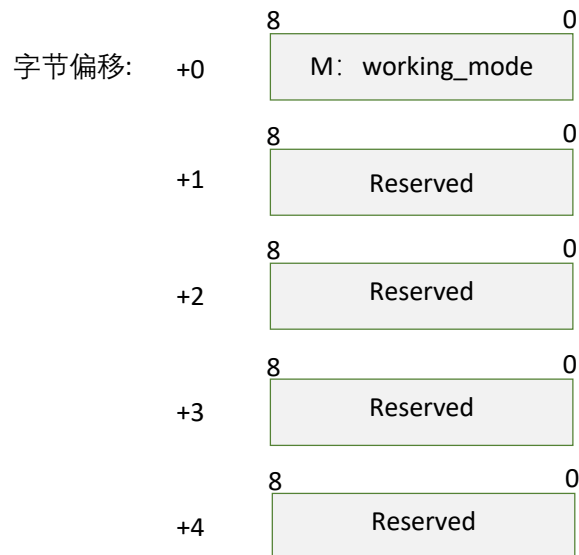 8 0
字节偏移: +0 M: working_mode
8 0
+1 Reserved
8 0
+2 Reserved
8 0
+3 Reserved
8 0
+4 Reserved